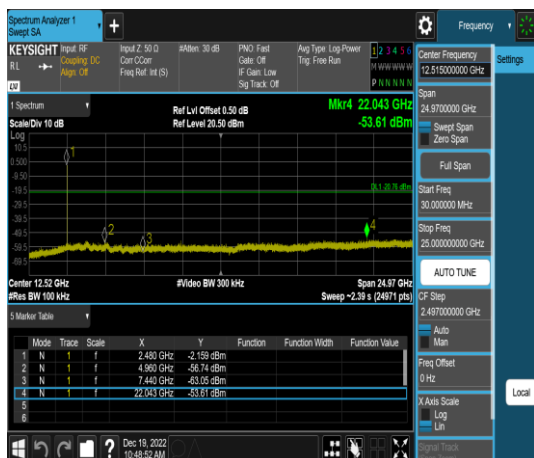 Spectrum Analyzer 1
Swept SA
+
Frequency
KEYSIGHT
RL
LXI
Input: RF
Coupling: DC
Align: Off
Input Z: 50 Ω
Corr CCorr
Freq Ref: Int (S)
#Atten: 30 dB
PNO: Fast
Gate: Off
IF Gain: Low
Sig Track: Off
Avg Type: Log-Power
Trig: Free Run
1 2 3 4 5 6
M W W W W W
P N N N N N
1 Spectrum
Scale/Div 10 dB
Ref Lvl Offset 0.50 dB
Ref Level 20.50 dBm
Mkr4 22.043 GHz
-53.61 dBm
Log
10.5
0.500
-9.50
-19.5
-29.5
-39.5
-49.5
-59.5
-69.5
1
2
3
4
Center 12.52 GHz
#Res BW 100 kHz
#Video BW 300 kHz
Span 24.97 GHz
Sweep ~2.39 s (24971 pts)
5 Marker Table
Mode Trace Scale X Y Function Function Width Function Value
1 N 1 f 2.480 GHz -2.159 dBm
2 N 1 f 4.960 GHz -56.74 dBm
3 N 1 f 7.440 GHz -63.05 dBm
4 N 1 f 22.043 GHz -53.61 dBm
5
6
?
Dec 19, 2022
10:48:52 AM
Center Frequency
12.515000000 GHz
Span
24.9700000 GHz
Swept Span
Zero Span
Full Span
Start Freq
30.000000 MHz
Stop Freq
25.000000000 GHz
AUTO TUNE
CF Step
2.497000000 GHz
Auto
Man
Freq Offset
0 Hz
X Axis Scale
Log
Lin
Signal Track
Settings
Local